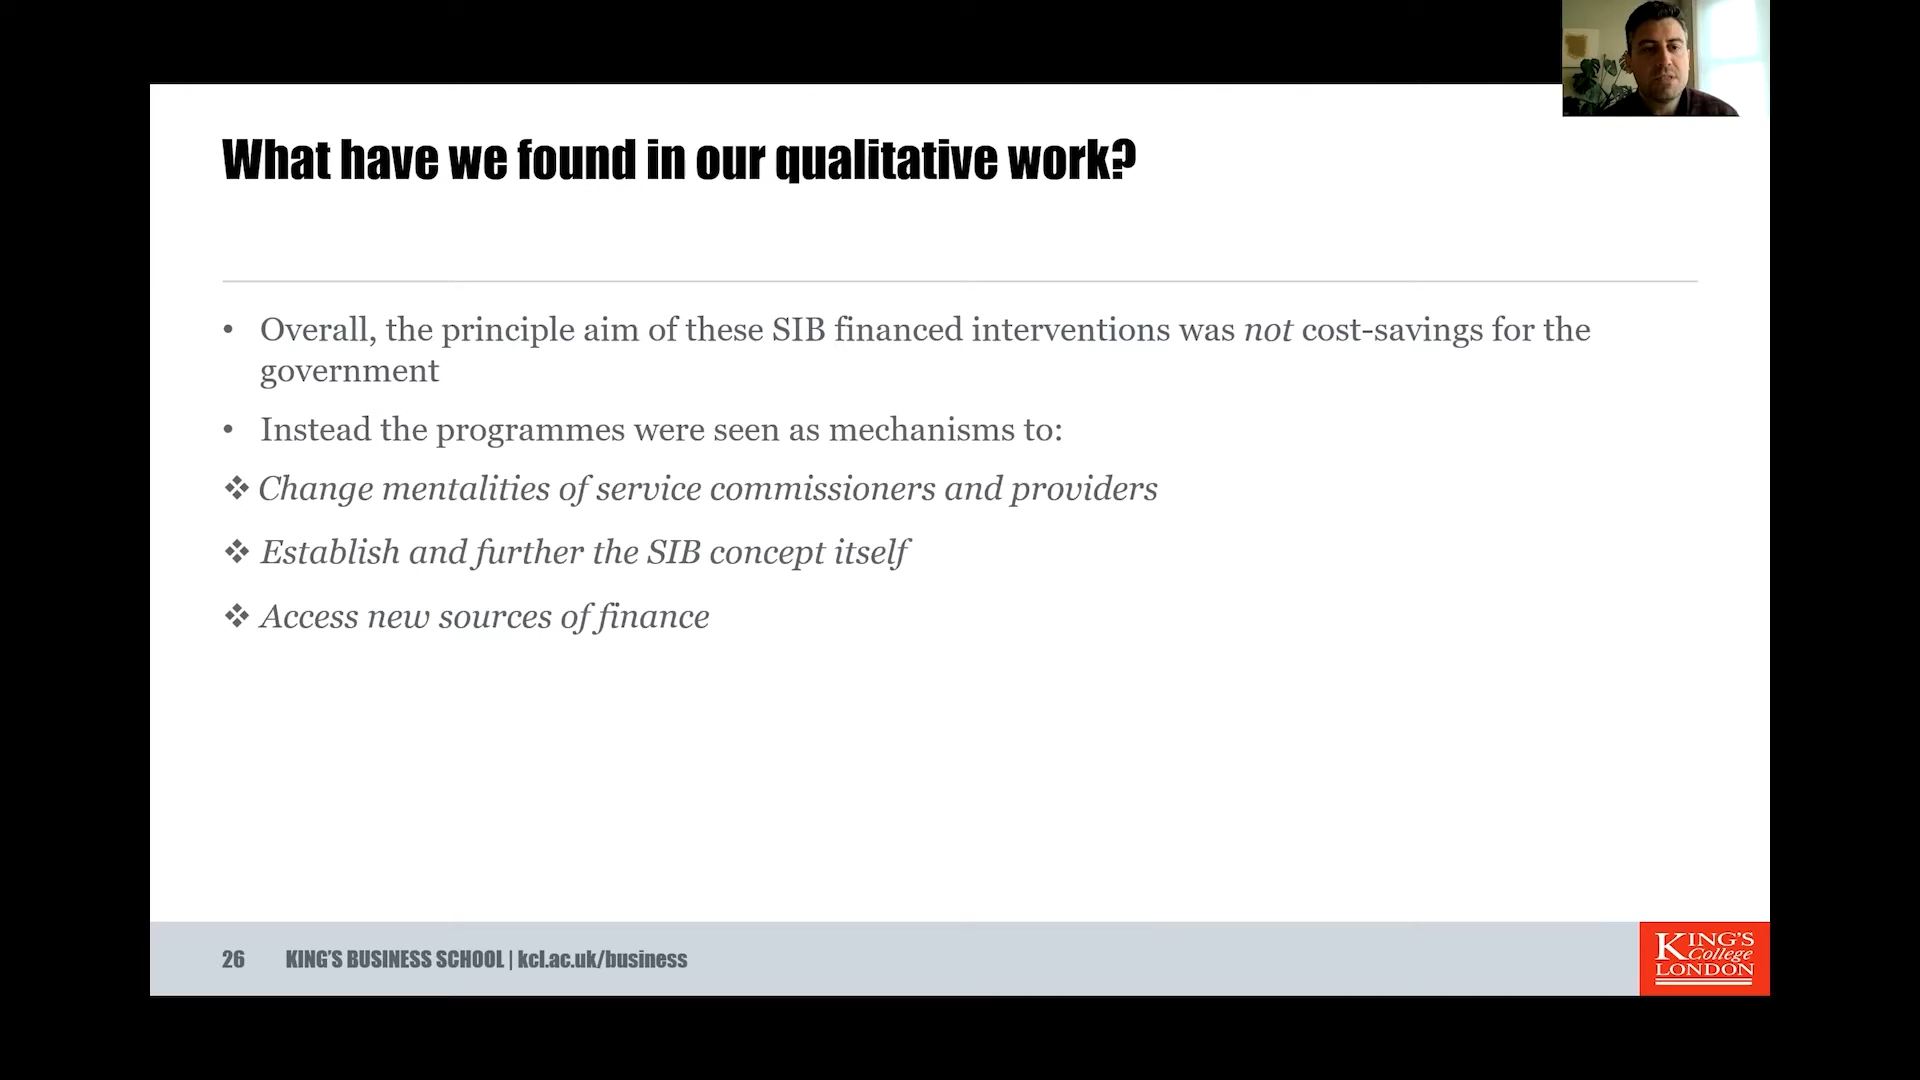 What have we found in our qualitative work?
• Overall, the principle aim of these SIB financed interventions was not cost-savings for the
government
• Instead the programmes were seen as mechanisms to:
❖ Change mentalities of service commissioners and providers
❖ Establish and further the SIB concept itself
❖ Access new sources of finance
26 KING'S BUSINESS SCHOOL | kcl.ac.uk/business
KING'S
College
LONDON